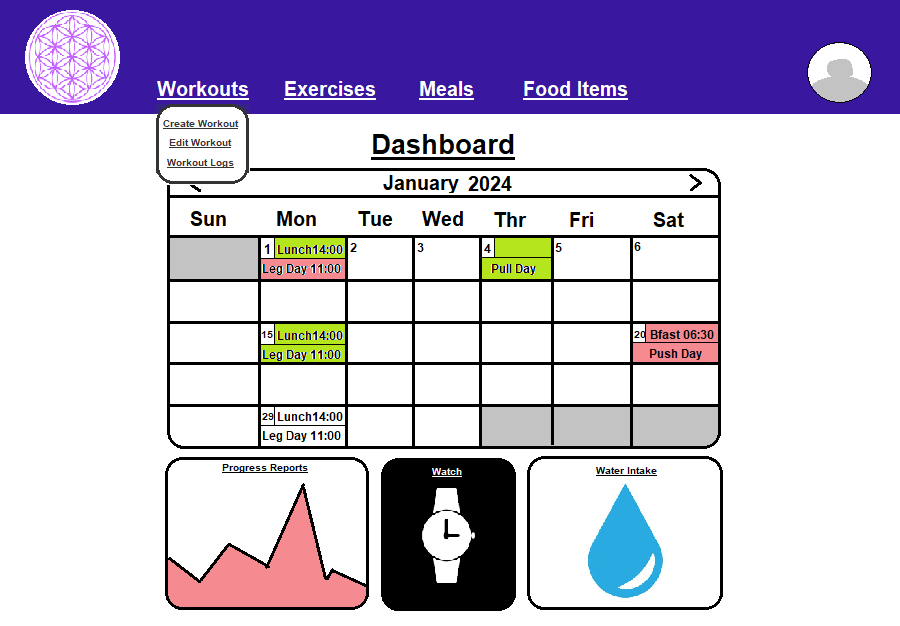 Workouts Exercises Meals Food Items
Create Workout
Edit Workout
Workout Logs
Dashboard
January 2024
Sun Mon Tue Wed Thr Fri Sat
1 Lunch14:00 2 3 4 5 6
Leg Day 11:00 Pull Day
15 Lunch14:00 20 Bfast 06:30
Leg Day 11:00 Push Day
29 Lunch14:00
Leg Day 11:00
Progress Reports Watch Water Intake